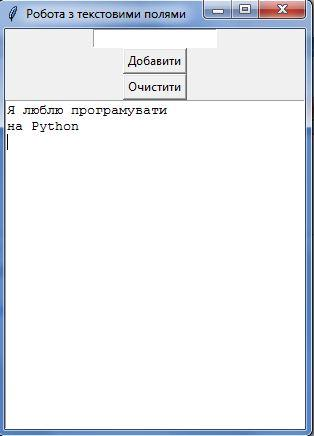 Робота з текстовими полями
Добавити
Очистити
Я люблю програмувати
на Python